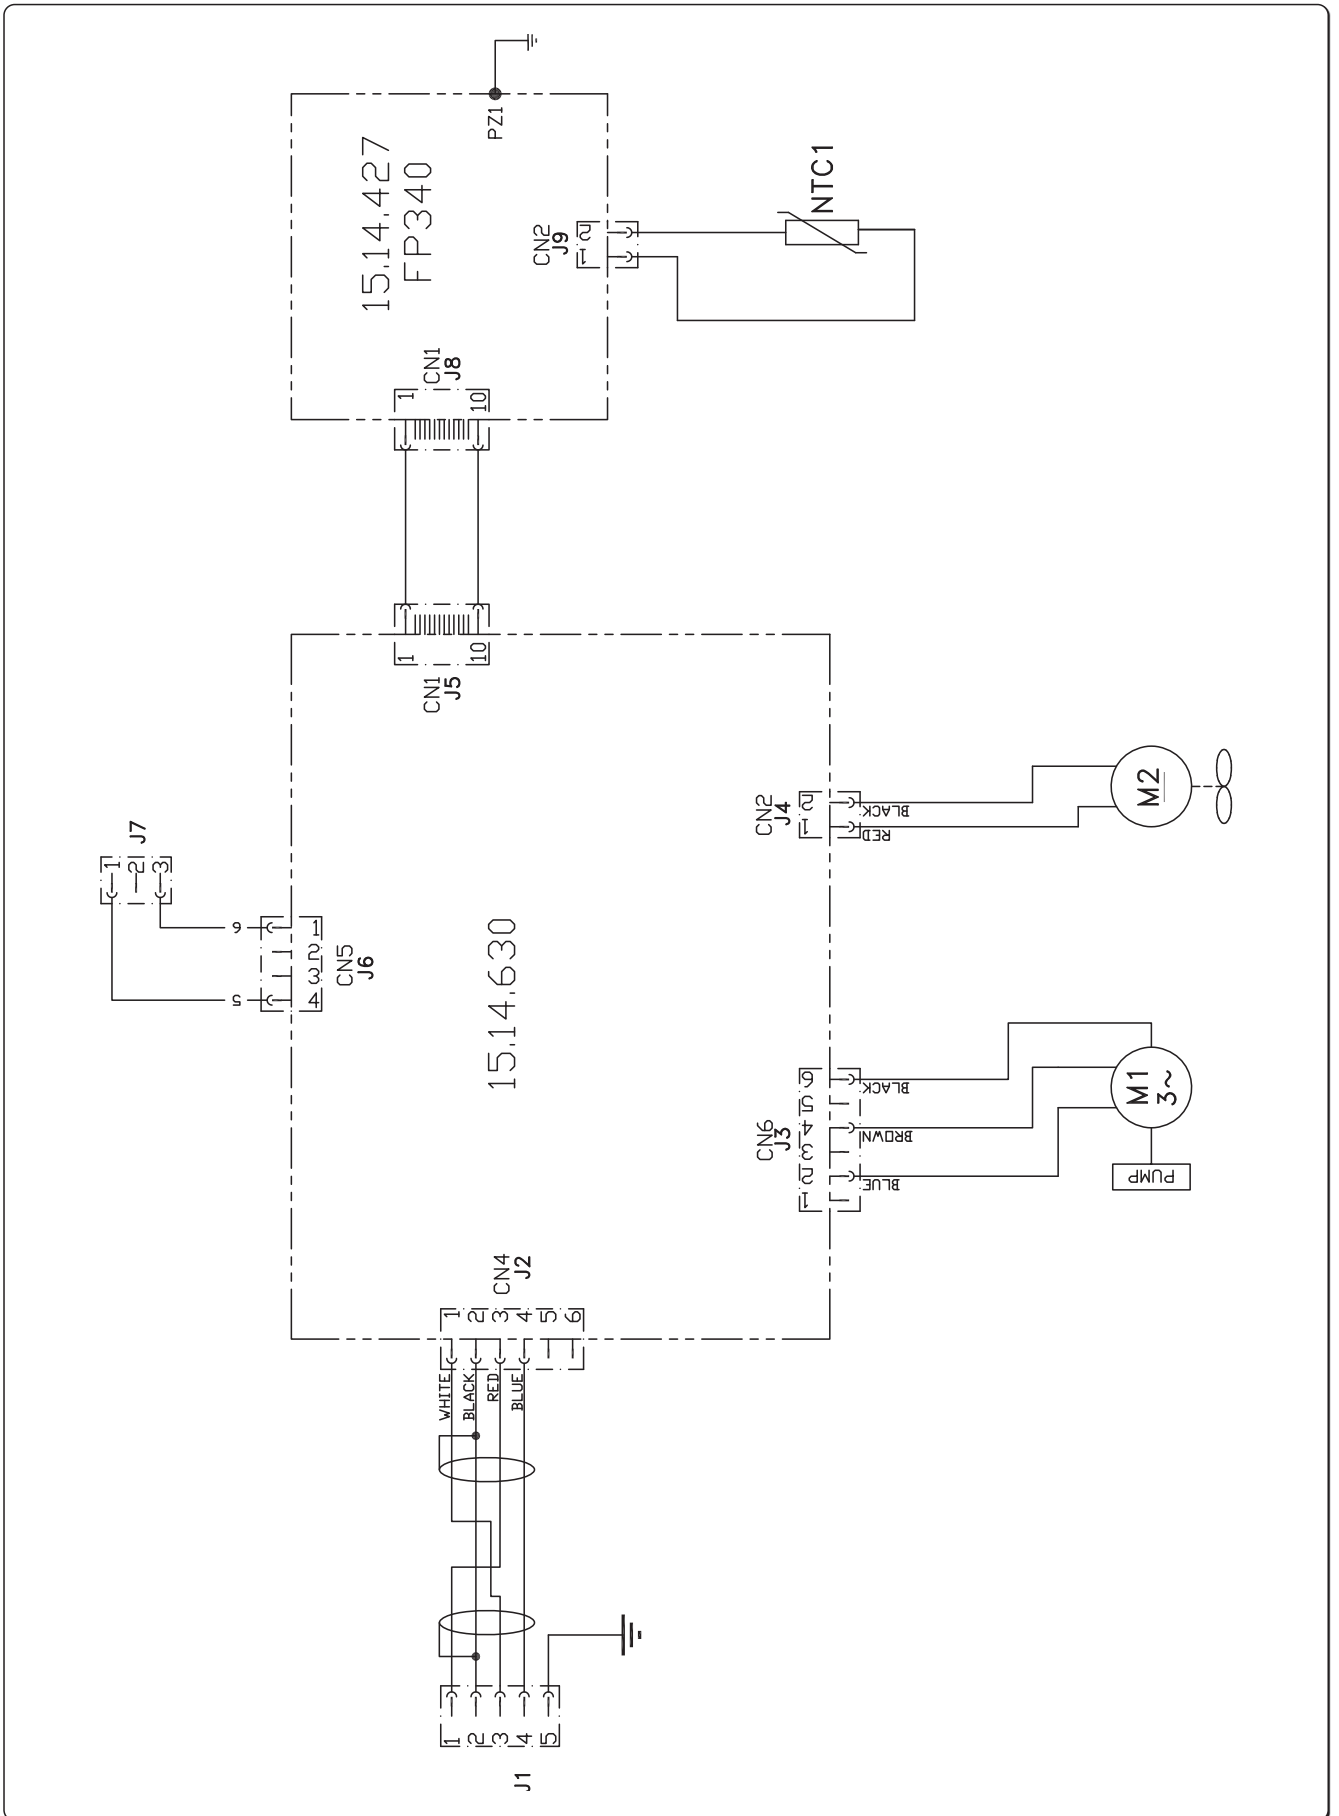 PZ1
15.14.427
FP340
NTC1
CN2
J9
1 2
CN1
J8
1
10
1
10
CN1
J5
J7
1
2
3
6
5
1
2
3
4
CN5
J6
15.14.630
CN2
J4
1 2
BLACK
RED
M2
CN6
J3
1 2 3 4 5 6
BLACK
BROWN
BLUE
M1
3~
PUMP
CN4
J2
1
2
3
4
5
6
WHITE
BLACK
RED
BLUE
1
2
3
4
5
J1